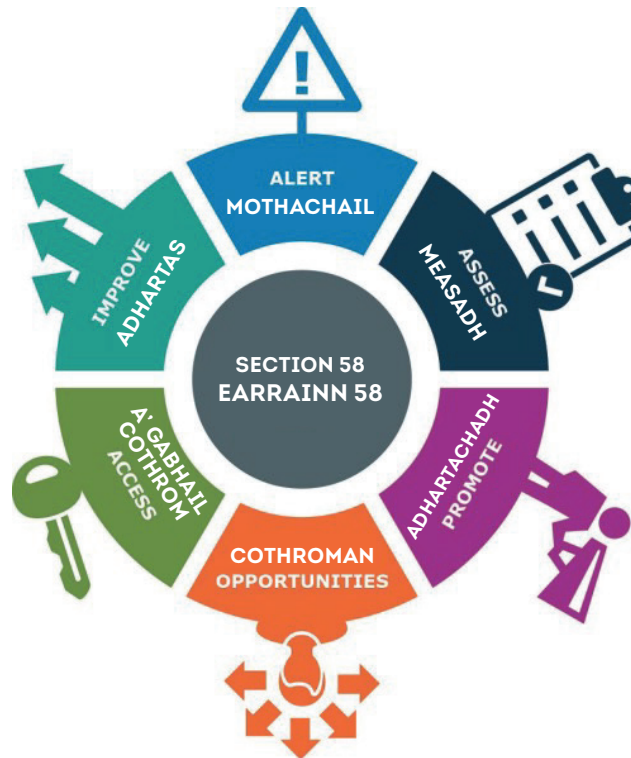 ALERT
MOTHACHAIL
ASSESS
MEASADH
ADHARTACHADH
PROMOTE
COTHROMAN
OPPORTUNITIES
A' GABHAIL
COTHROM
ACCESS
IMPROVE
ADHARTAS
SECTION 58
EARRAINN 58